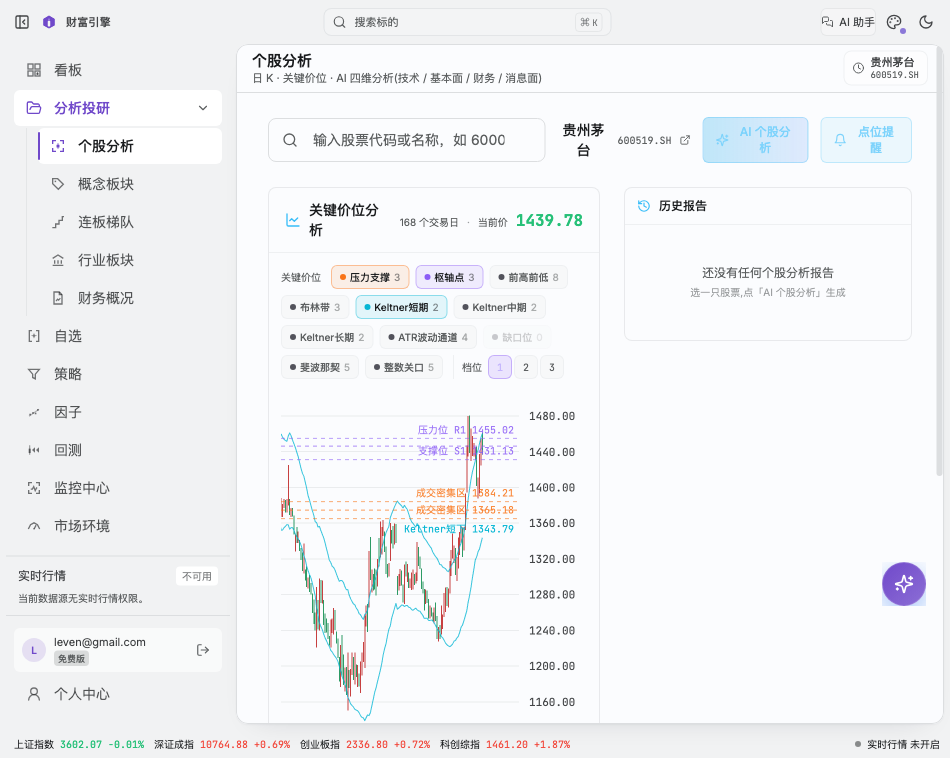 财富引擎
搜索标的
⌘ K
AI 助手
看板
分析投研
个股分析
概念板块
连板梯队
行业板块
财务概况
自选
策略
因子
回测
监控中心
市场环境
实时行情
不可用
当前数据源无实时行情权限。
L
leven@gmail.com
免费版
个人中心
个股分析
日 K · 关键价位 · AI 四维分析(技术 / 基本面 / 财务 / 消息面)
贵州茅台
600519.SH
输入股票代码或名称，如 6000
贵州茅
台
600519.SH
AI 个股分
析
点位提
醒
关键价位分
析
168 个交易日 · 当前价 1439.78
关键价位 压力支撑 3 枢轴点 3 前高前低 8
布林带 3 Keltner短期 2 Keltner中期 2
Keltner长期 2 ATR波动通道 4 缺口位 0
斐波那契 5 整数关口 5 档位 1 2 3
1480.00
压力位 R1 1455.02
1440.00
支撑位 S1 1431.13
1400.00
成交密集区 1384.21
成交密集区 1365.18
1360.00
Keltner短下 1343.79
1320.00
1280.00
1240.00
1200.00
1160.00
历史报告
还没有任何个股分析报告
选一只股票,点「AI 个股分析」生成
上证指数 3602.07 -0.01% 深证成指 10764.88 +0.69% 创业板指 2336.80 +0.72% 科创综指 1461.20 +1.87%
实时行情 未开启